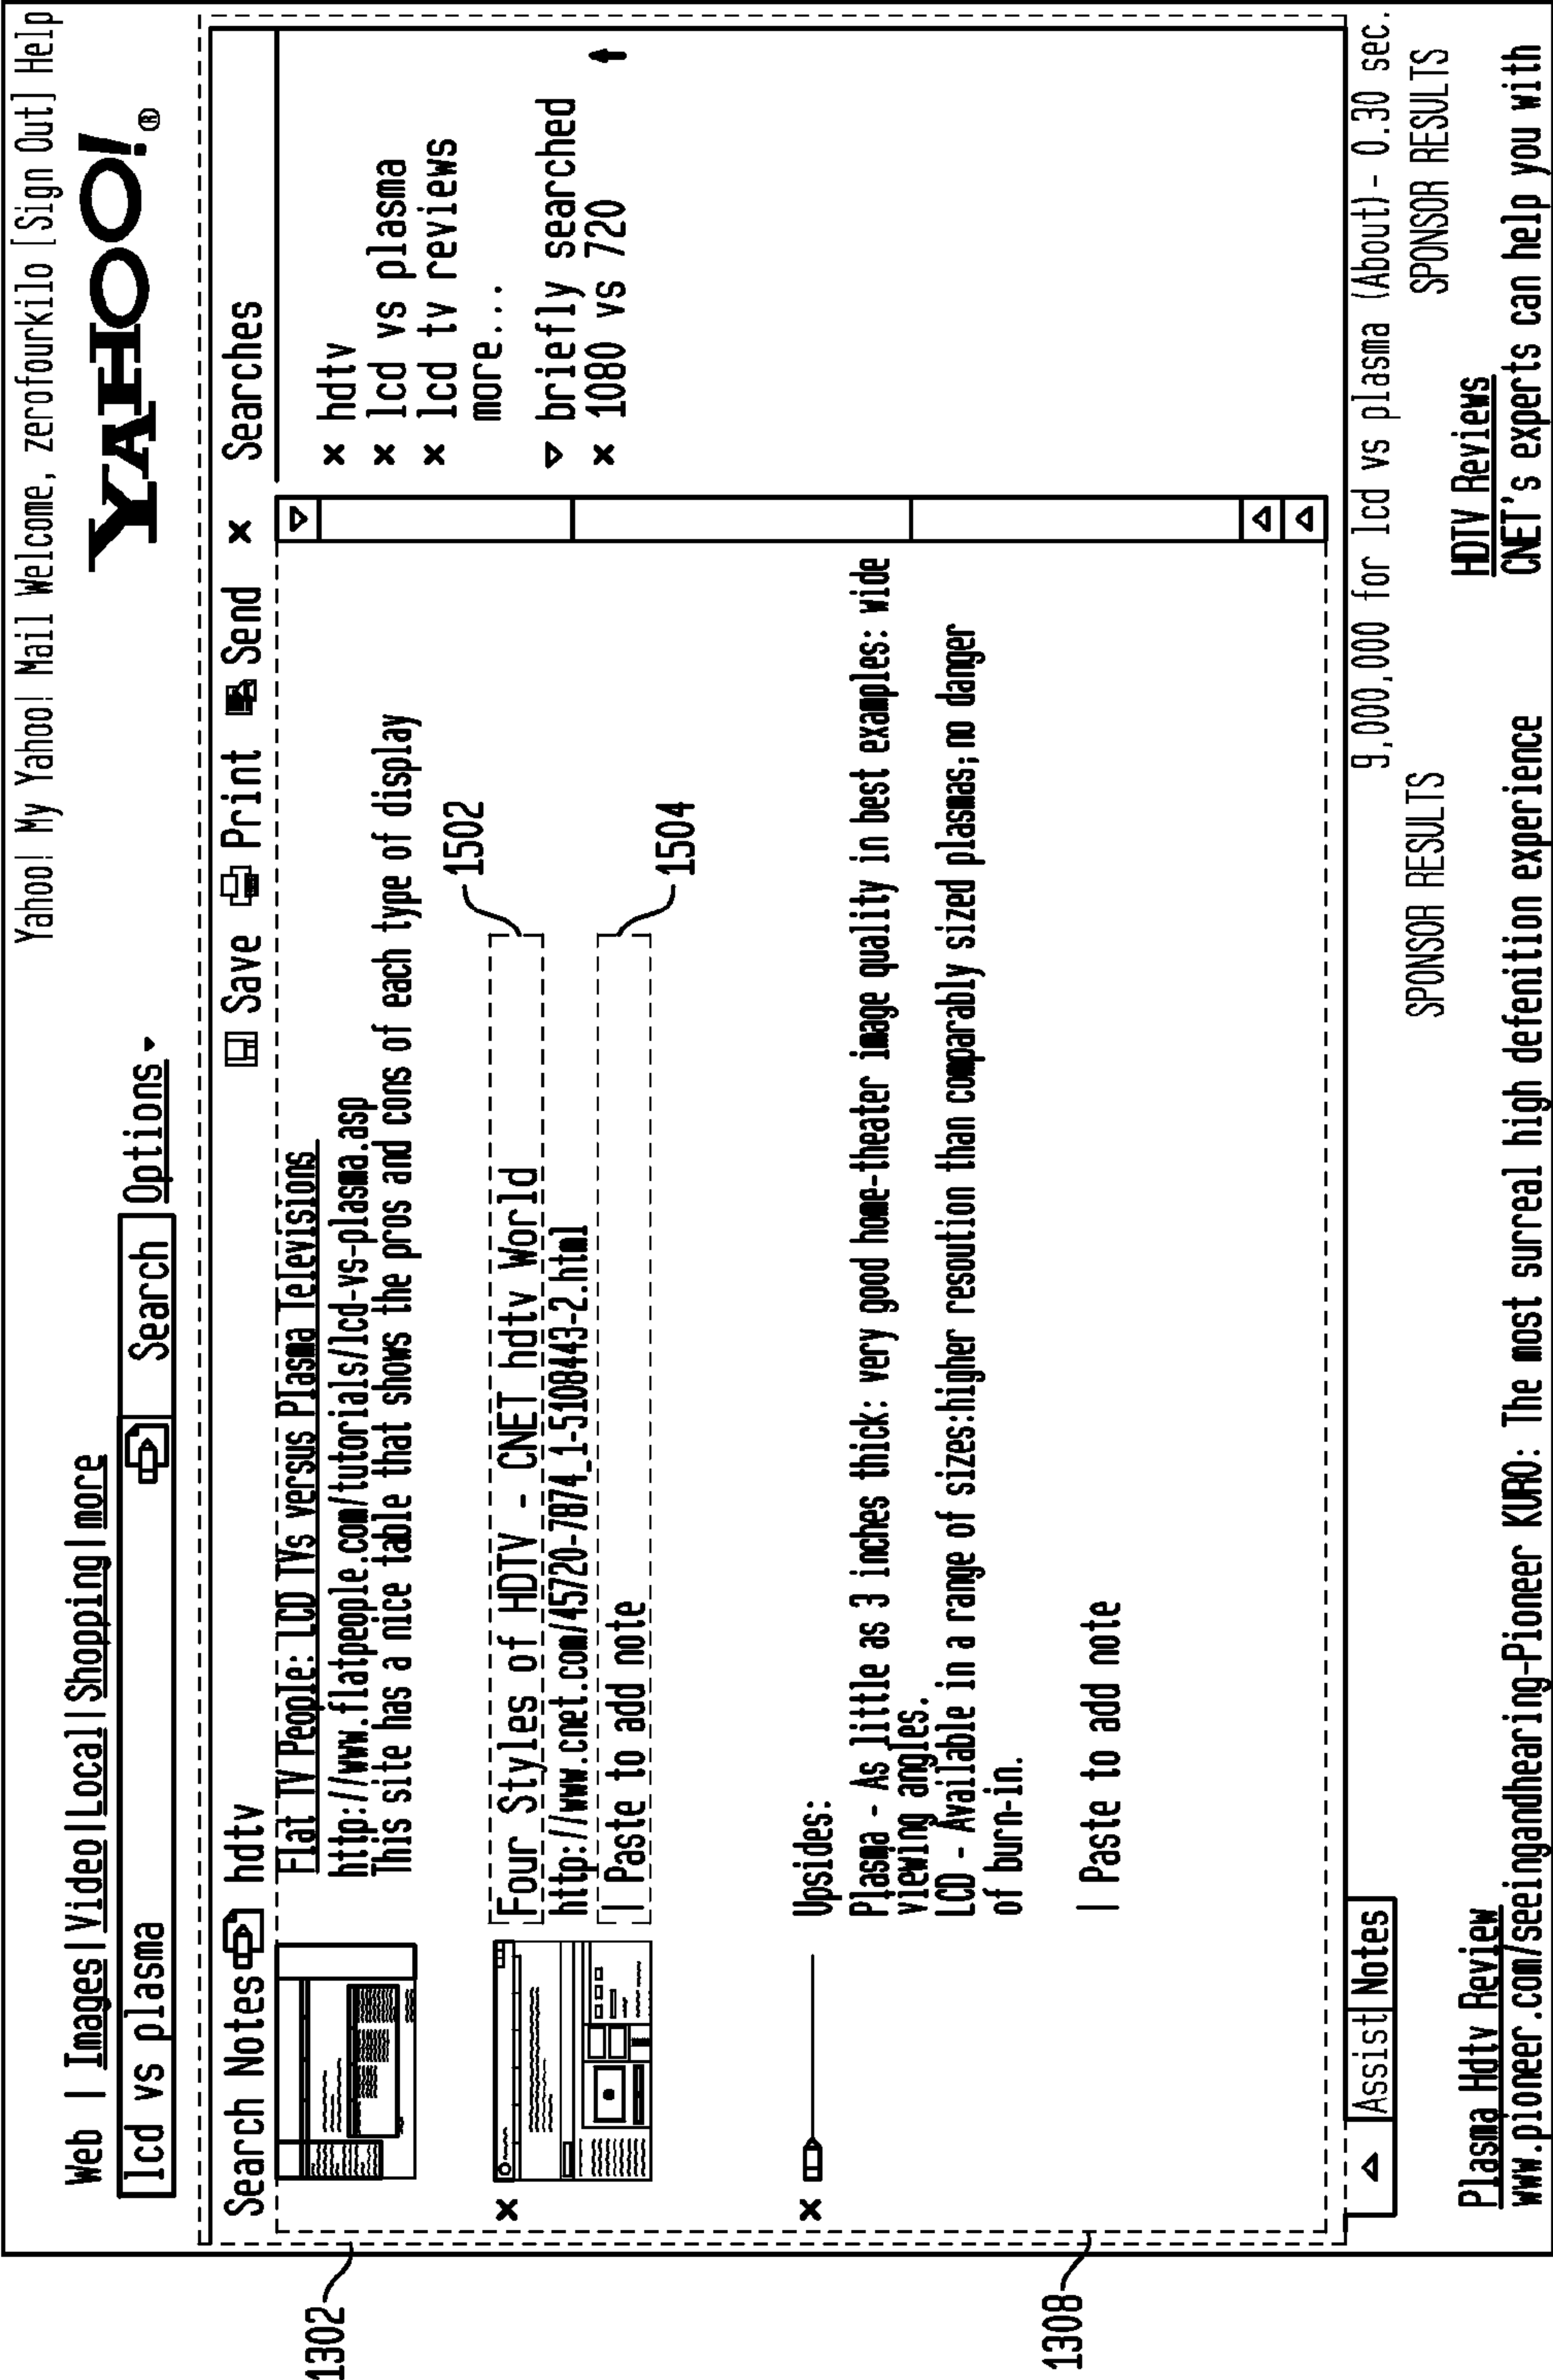 Yahoo! My Yahoo! Mail Welcome, zerofourkilo [Sign Out] Help
Web | Images | Video | Local | Shopping | more
YAHOO!®
lcd vs plasma Search Options
Search Notes hdtv Save Print Send x Searches
Flat TV People: LCD TVs versus Plasma Televisions
http://www.flatpeople.com/tutorials/lcd-vs-plasma.asp
This site has a nice table that shows the pros and cons of each type of display
1502
x Four Styles of HDTV - CNET hdtv World
http://www.cnet.com/45720-7874_1-5108443-2.html
| Paste to add note
1504
x Upsides:
Plasma - As little as 3 inches thick: very good home-theater image quality in best examples: wide
viewing angles.
LCD - Available in a range of sizes:higher resoution than comparably sized plasmas; no danger
of burn-in.
| Paste to add note
x hdtv
x lcd vs plasma
x lcd tv reviews
more...
briefly searched
x 1080 vs 720
1302
1308
Assist Notes
9,000,000 for lcd vs plasma (About) - 0.30 sec.
SPONSOR RESULTS
SPONSOR RESULTS
Plasma Hdtv Review
www.pioneer.com/seeingandhearing-Pioneer KURO: The most surreal high defenition experience
HDTV Reviews
CNET's experts can help you with